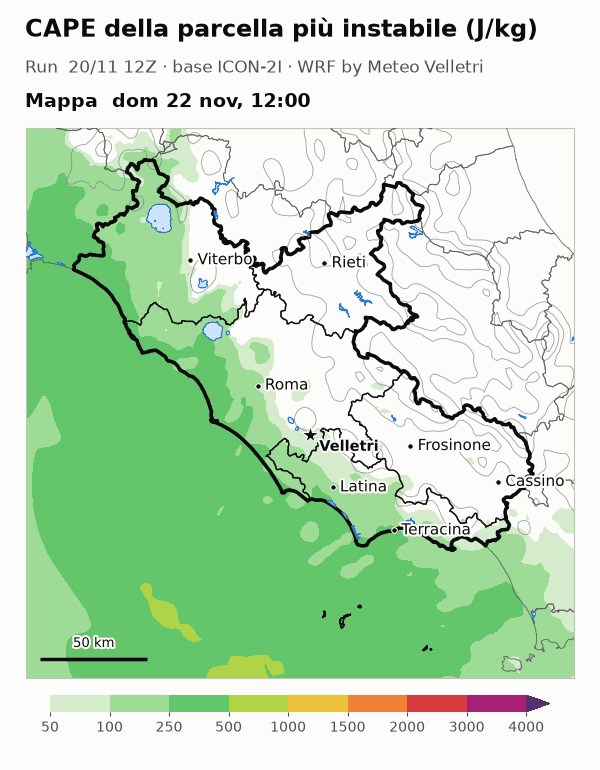 CAPE della parcella più instabile (J/kg)
Run  20/11 12Z · base ICON-2I · WRF by Meteo Velletri
Mappa  dom 22 nov, 12:00
Viterbo
Rieti
Roma
Velletri
Frosinone
Cassino
Latina
Terracina
50 km
50 100 250 500 1000 1500 2000 3000 4000